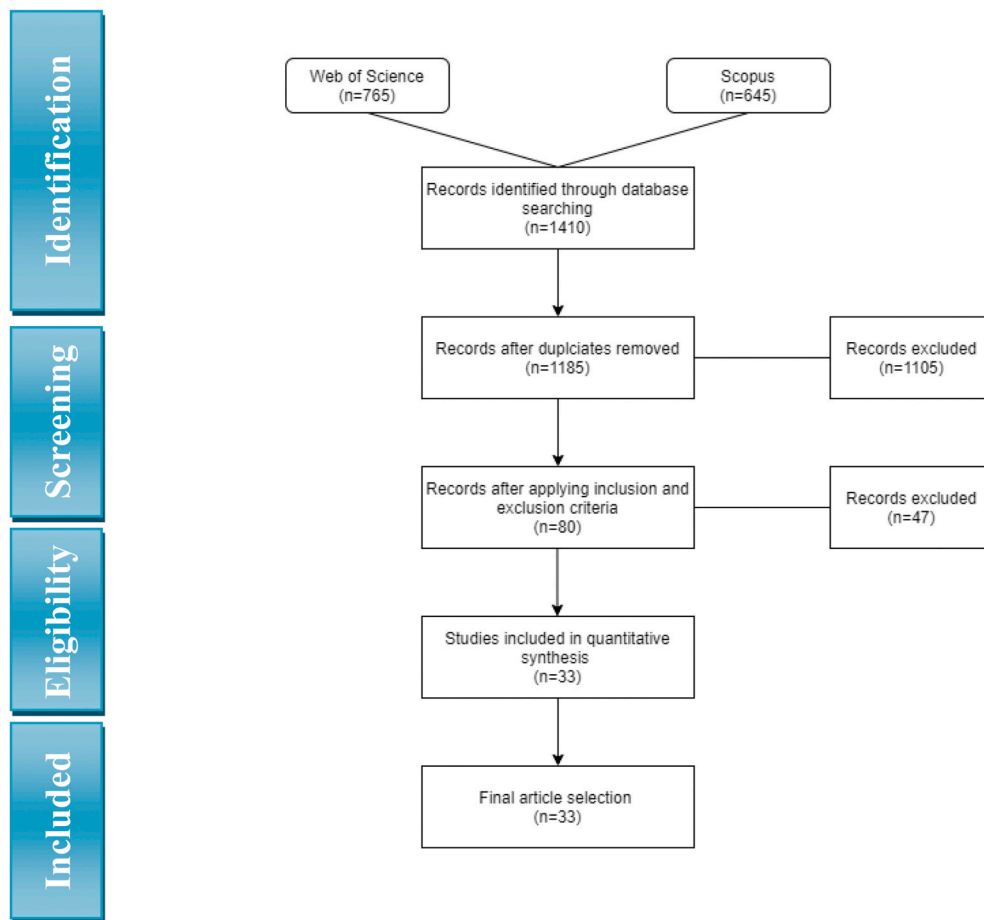 Identification
Web of Science
(n=765)
Scopus
(n=645)
Records identified through database
searching
(n=1410)
Screening
Records after duplciates removed
(n=1185)
Records excluded
(n=1105)
Records after applying inclusion and
exclusion criteria
(n=80)
Records excluded
(n=47)
Eligibility
Studies included in quantitative
synthesis
(n=33)
Included
Final article selection
(n=33)